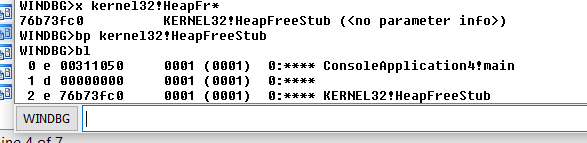 WINDBG>x kernel32!HeapFr*
76b73fc0          KERNEL32!HeapFreeStub (<no parameter info>)
WINDBG>bp kernel32!HeapFreeStub
WINDBG>bl
 0 e 00311050     0001 (0001)  0:**** ConsoleApplication4!main
 1 d 00000000     0001 (0001)  0:****
 2 e 76b73fc0     0001 (0001)  0:**** KERNEL32!HeapFreeStub
WINDBG
ine 4 of 7